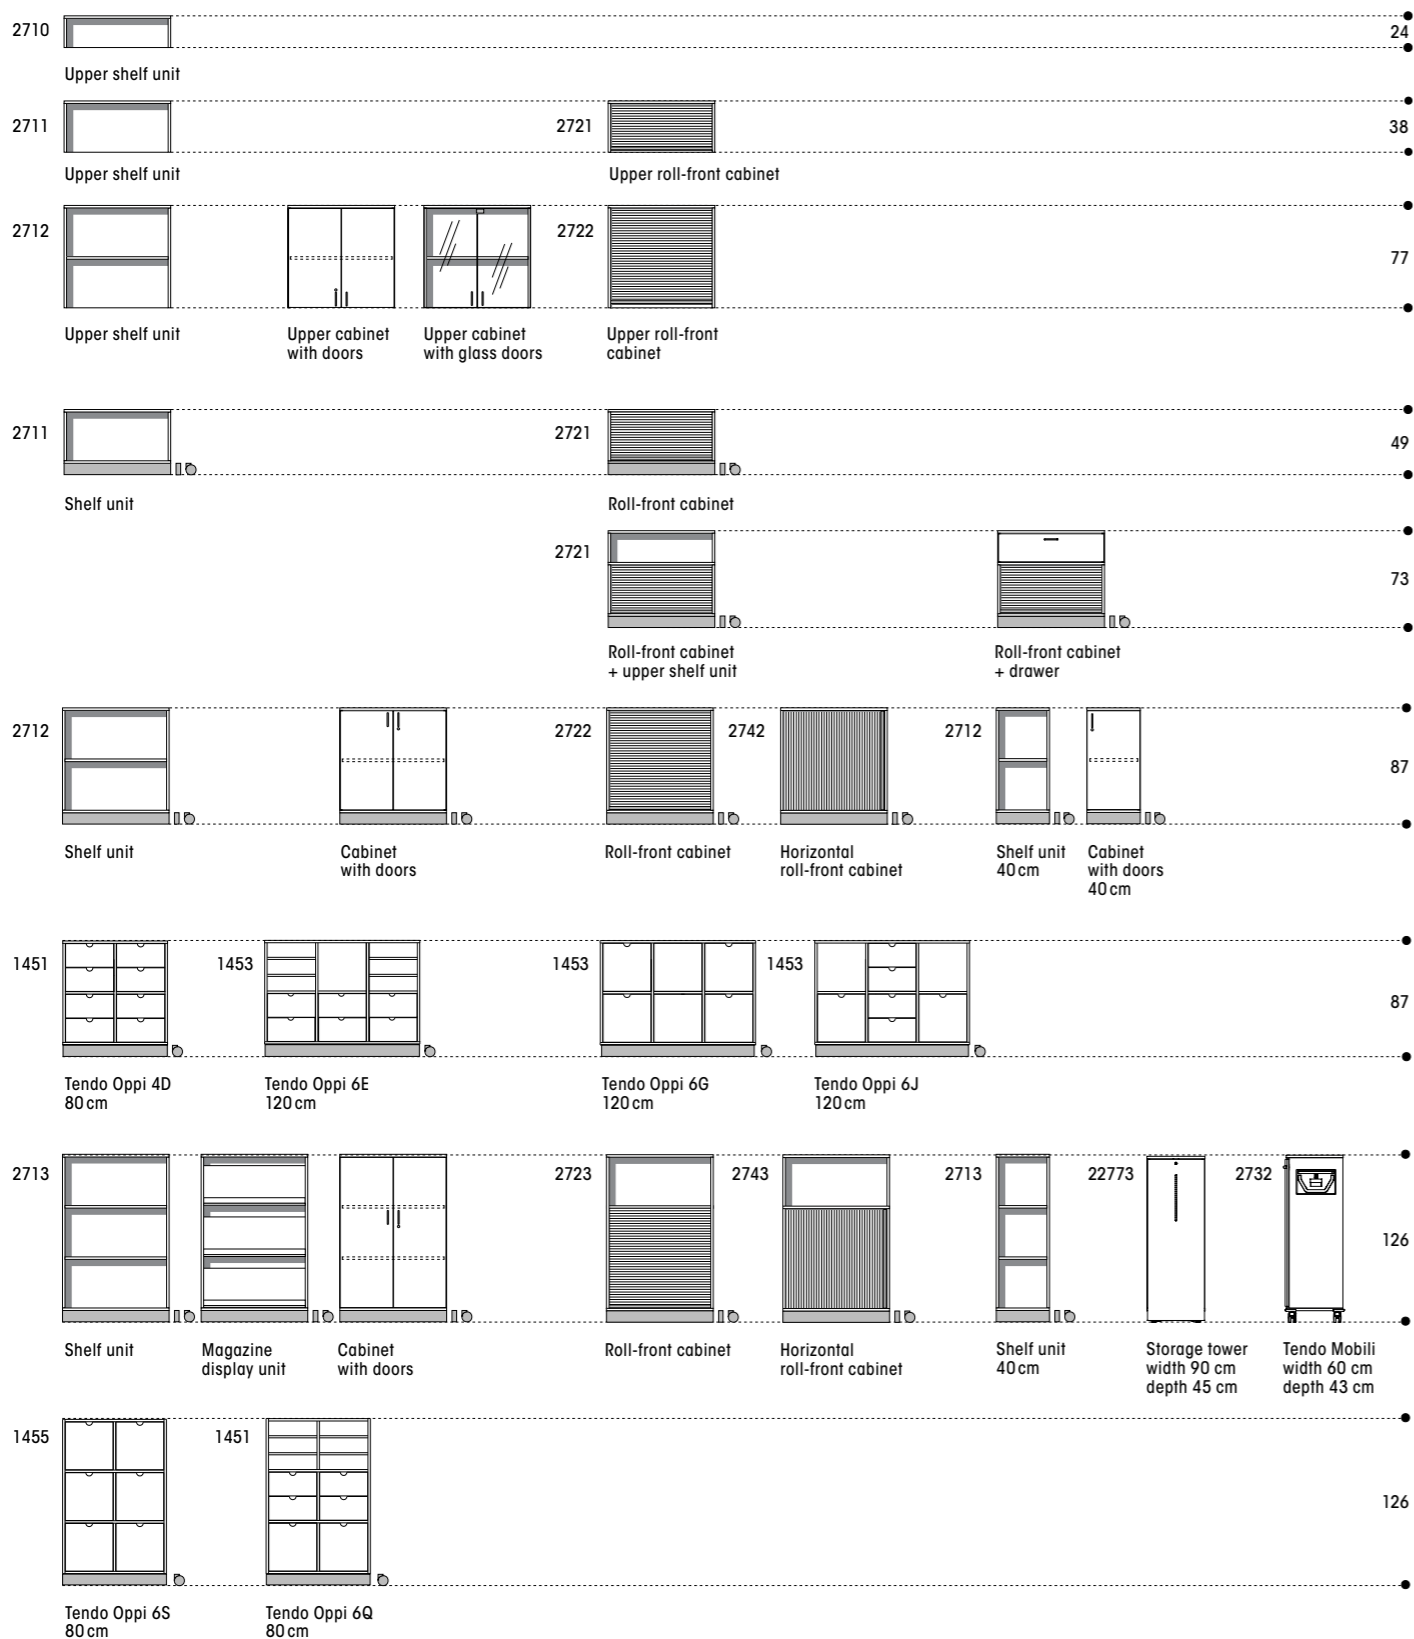 2710
24
Upper shelf unit
2711
2721
38
Upper shelf unit
Upper roll-front cabinet
2712
2722
77
Upper shelf unit
Upper cabinet
with doors
Upper cabinet
with glass doors
Upper roll-front
cabinet
2711
2721
49
Shelf unit
Roll-front cabinet
2721
73
Roll-front cabinet
+ upper shelf unit
Roll-front cabinet
+ drawer
2712
2722
2742
2712
87
Shelf unit
Cabinet
with doors
Roll-front cabinet
Horizontal
roll-front cabinet
Shelf unit
40 cm
Cabinet
with doors
40 cm
1451
1453
1453
1453
87
Tendo Oppi 4D
80 cm
Tendo Oppi 6E
120 cm
Tendo Oppi 6G
120 cm
Tendo Oppi 6J
120 cm
2713
2723
2743
2713
22773
2732
126
Shelf unit
Magazine
display unit
Cabinet
with doors
Roll-front cabinet
Horizontal
roll-front cabinet
Shelf unit
40 cm
Storage tower
width 90 cm
depth 45 cm
Tendo Mobili
width 60 cm
depth 43 cm
1455
1451
126
Tendo Oppi 6S
80 cm
Tendo Oppi 6Q
80 cm